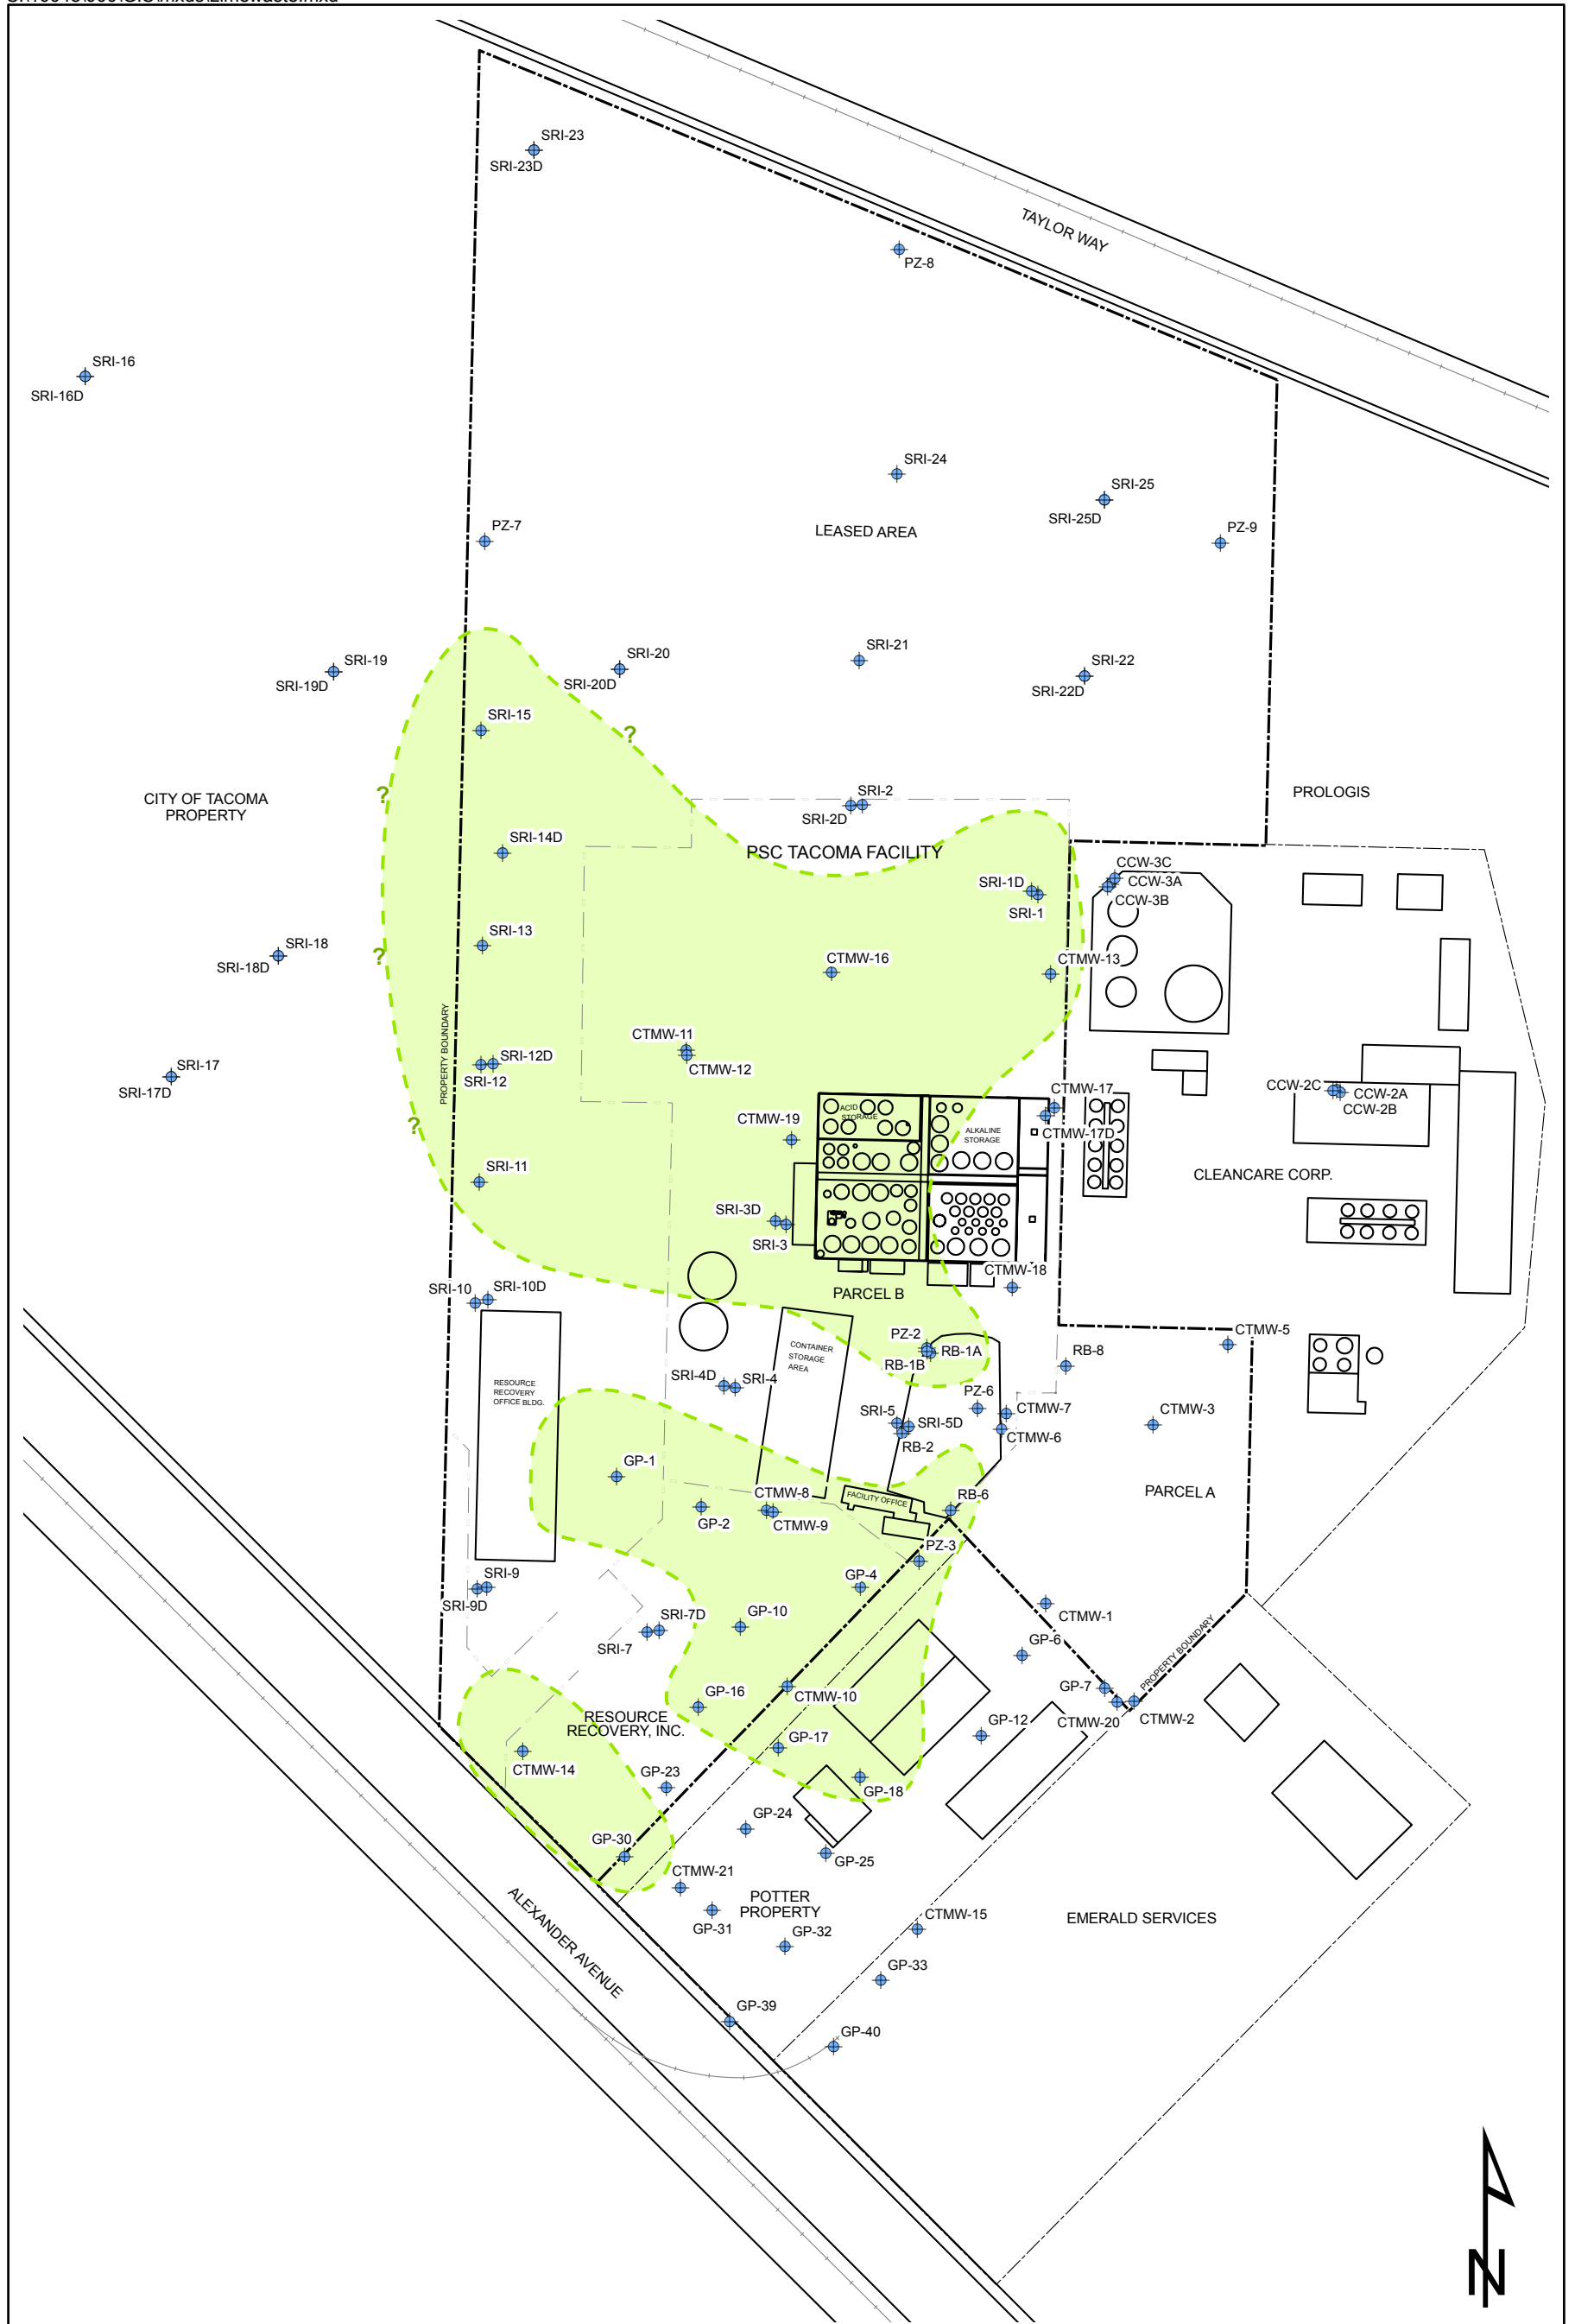 SRI-23
SRI-23D
TAYLOR WAY
PZ-8
SRI-16
SRI-16D
SRI-24
SRI-25
SRI-25D
LEASED AREA
PZ-7
PZ-9
SRI-19
SRI-19D
SRI-20
SRI-20D
SRI-21
SRI-22
SRI-22D
SRI-15
?
?
CITY OF TACOMA
PROPERTY
SRI-2
SRI-2D
PROLOGIS
SRI-14D
PSC TACOMA FACILITY
CCW-3C
CCW-3A
CCW-3B
SRI-1D
SRI-1
SRI-13
SRI-18
SRI-18D
?
CTMW-16
CTMW-13
PROPERTY BOUNDARY
CTMW-11
CTMW-12
SRI-12D
SRI-12
SRI-17
SRI-17D
?
CTMW-19
ACID
STORAGE
ALKALINE
STORAGE
CTMW-17
CTMW-17D
CCW-2C
CCW-2A
CCW-2B
SRI-11
CLEANCARE CORP.
SRI-3D
SRI-3
CTMW-18
PARCEL B
SRI-10
SRI-10D
PZ-2
RB-1A
RB-1B
RB-8
CTMW-5
CONTAINER
STORAGE
AREA
RESOURCE
RECOVERY
OFFICE BLDG.
SRI-4D
SRI-4
PZ-6
CTMW-7
CTMW-6
CTMW-3
SRI-5
SRI-5D
RB-2
GP-1
PARCEL A
GP-2
CTMW-8
CTMW-9
FACILITY OFFICE
RB-6
PZ-3
SRI-9
SRI-9D
GP-4
CTMW-1
SRI-7D
SRI-7
GP-10
GP-6
PROPERTY BOUNDARY
GP-7
CTMW-20
CTMW-2
GP-16
CTMW-10
RESOURCE
RECOVERY, INC.
GP-17
GP-12
CTMW-14
GP-23
GP-18
GP-24
GP-30
GP-25
CTMW-21
POTTER
PROPERTY
GP-31
CTMW-15
EMERALD SERVICES
ALEXANDER AVENUE
GP-32
GP-33
GP-39
GP-40
N